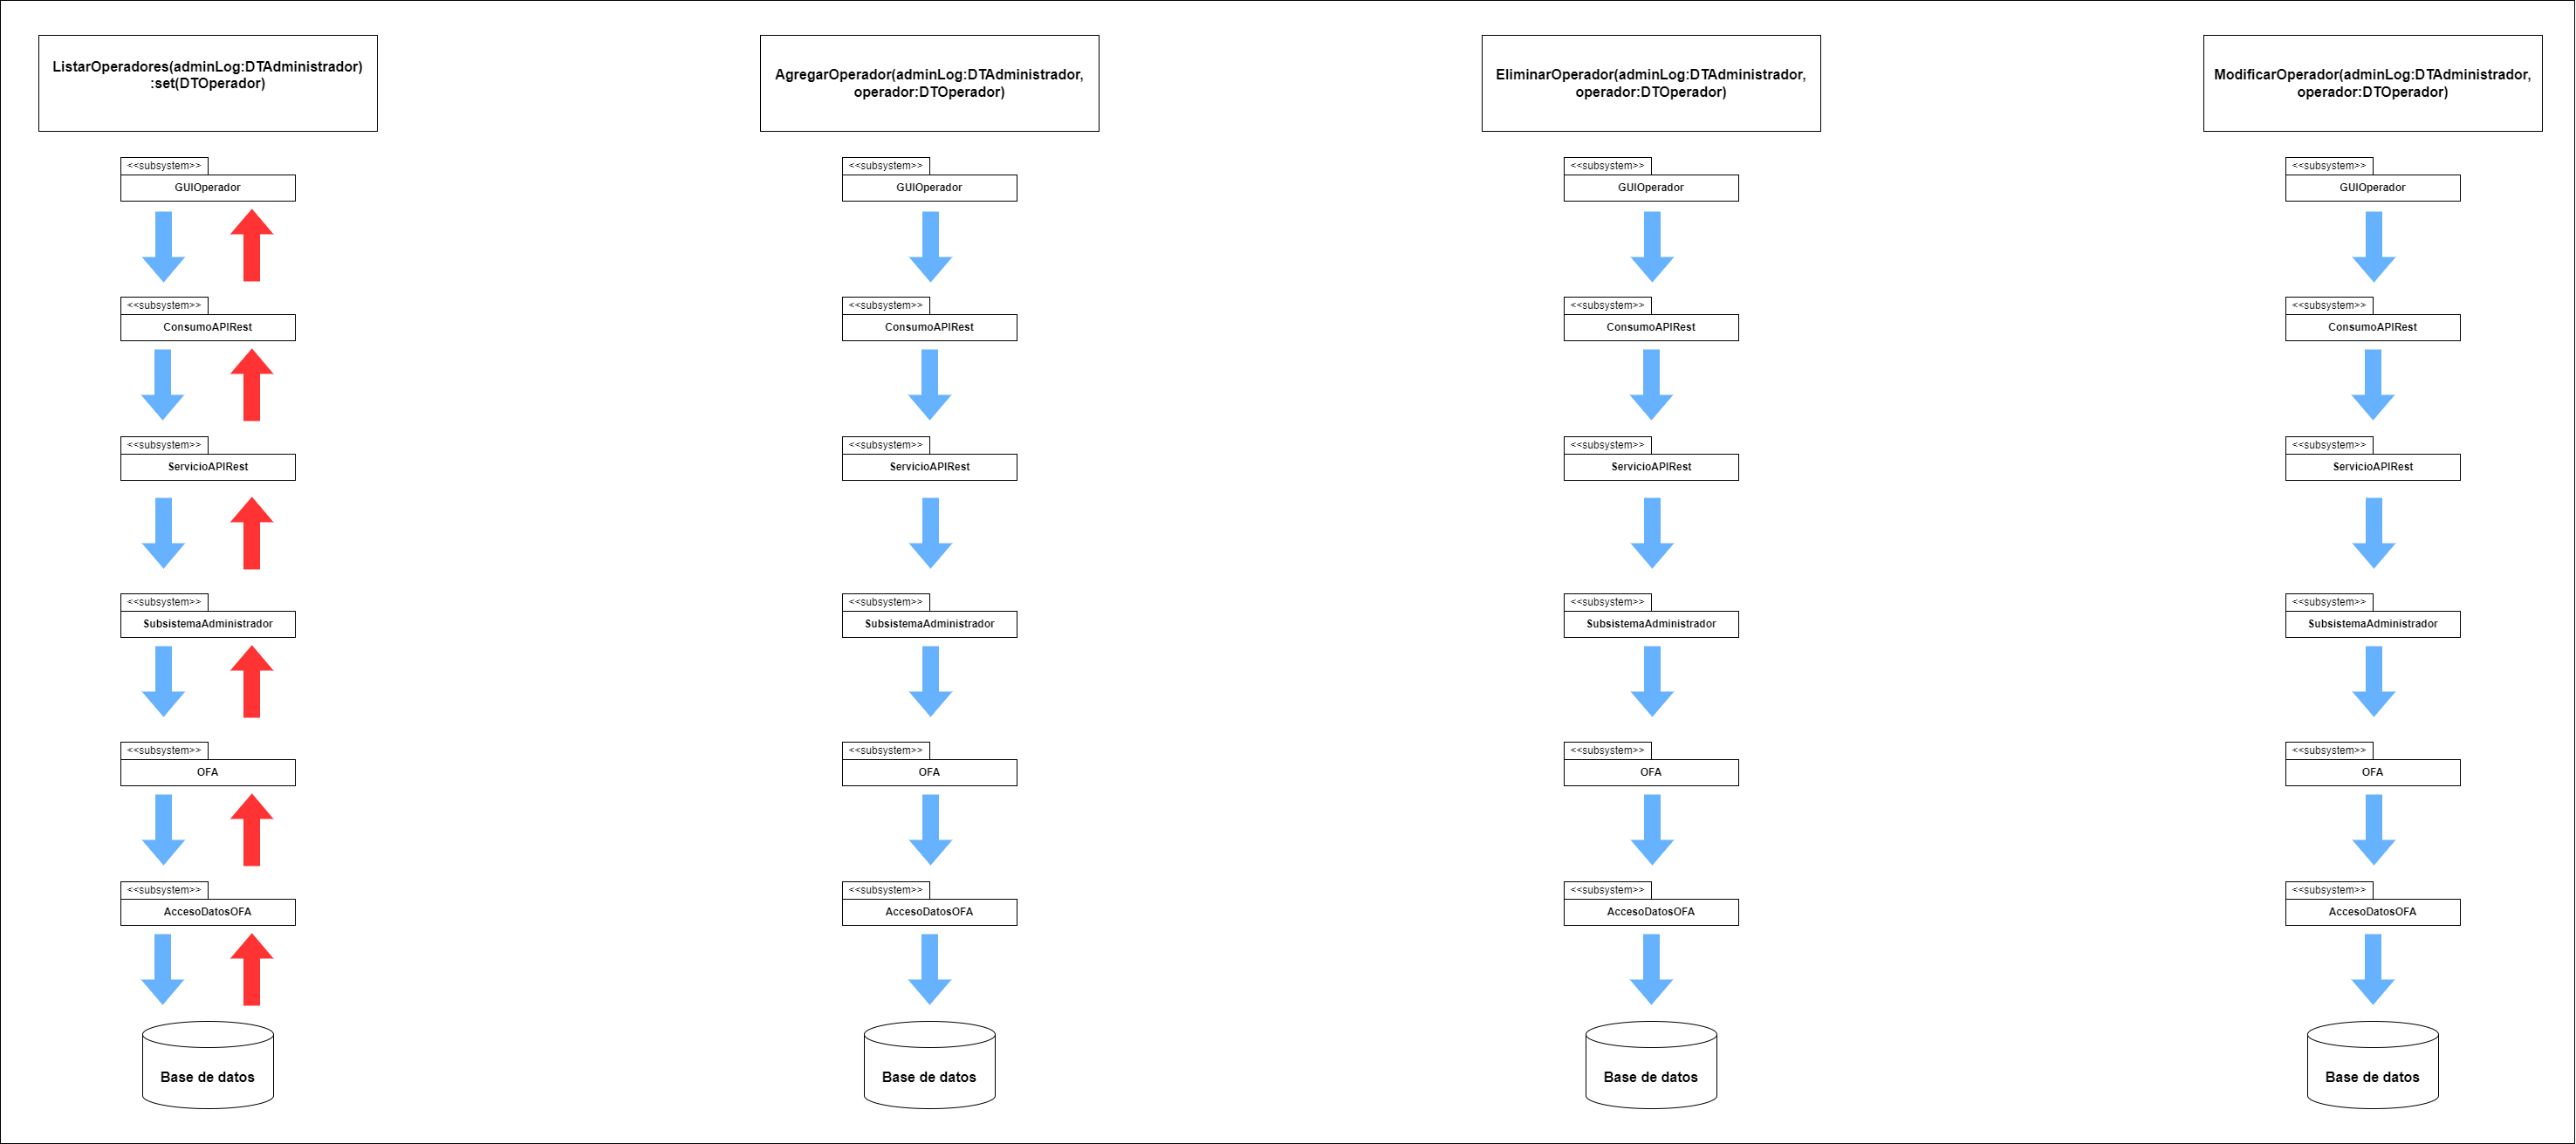 ListarOperadores(adminLog:DTAdministrador)
:set(DTOperador)
<<subsystem>>
GUIOperador
<<subsystem>>
ConsumoAPIRest
<<subsystem>>
ServicioAPIRest
<<subsystem>>
SubsistemaAdministrador
<<subsystem>>
OFA
<<subsystem>>
AccesoDatosOFA
Base de datos
AgregarOperador(adminLog:DTAdministrador,
operador:DTOperador)
<<subsystem>>
GUIOperador
<<subsystem>>
ConsumoAPIRest
<<subsystem>>
ServicioAPIRest
<<subsystem>>
SubsistemaAdministrador
<<subsystem>>
OFA
<<subsystem>>
AccesoDatosOFA
Base de datos
EliminarOperador(adminLog:DTAdministrador,
operador:DTOperador)
<<subsystem>>
GUIOperador
<<subsystem>>
ConsumoAPIRest
<<subsystem>>
ServicioAPIRest
<<subsystem>>
SubsistemaAdministrador
<<subsystem>>
OFA
<<subsystem>>
AccesoDatosOFA
Base de datos
ModificarOperador(adminLog:DTAdministrador,
operador:DTOperador)
<<subsystem>>
GUIOperador
<<subsystem>>
ConsumoAPIRest
<<subsystem>>
ServicioAPIRest
<<subsystem>>
SubsistemaAdministrador
<<subsystem>>
OFA
<<subsystem>>
AccesoDatosOFA
Base de datos